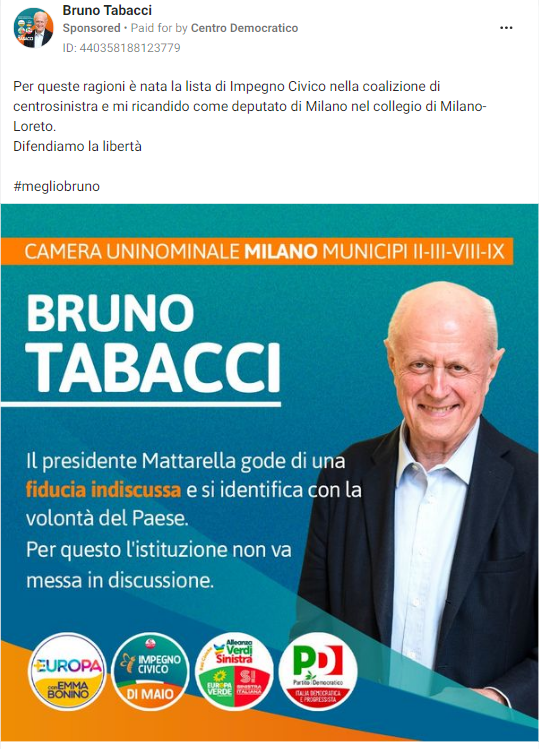 Bruno Tabacci
Sponsored • Paid for by Centro Democratico
ID: 440358188123779
Per queste ragioni è nata la lista di Impegno Civico nella coalizione di
centrosinistra e mi ricandido come deputato di Milano nel collegio di Milano-
Loreto.
Difendiamo la libertà
#megliobruno
CAMERA UNINOMINALE MILANO MUNICIPI II-III-VIII-IX
BRUNO
TABACCI
Il presidente Mattarella gode di una
fiducia indiscussa e si identifica con la
volontà del Paese.
Per questo l'istituzione non va
messa in discussione.
+EUROPA
CON EMMA
BONINO
IMPEGNO
CIVICO
DI MAIO
Alleanza
Verdi
Sinistra
EUROPA
VERDE
SI
SINISTRA
ITALIANA
PD
Partito Democratico
ITALIA DEMOCRATICA
E PROGRESSISTA